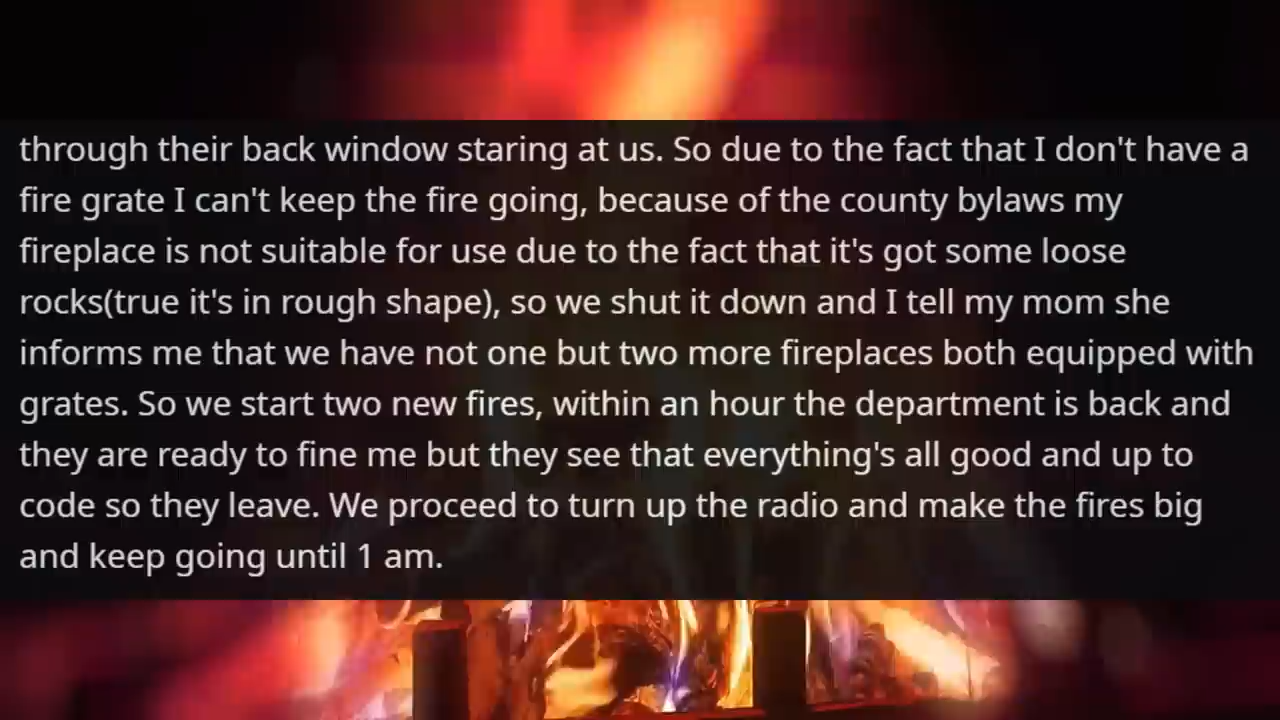 through their back window staring at us. So due to the fact that I don't have a
fire grate I can't keep the fire going, because of the county bylaws my
fireplace is not suitable for use due to the fact that it's got some loose
rocks(true it's in rough shape), so we shut it down and I tell my mom she
informs me that we have not one but two more fireplaces both equipped with
grates. So we start two new fires, within an hour the department is back and
they are ready to fine me but they see that everything's all good and up to
code so they leave. We proceed to turn up the radio and make the fires big
and keep going until 1 am.